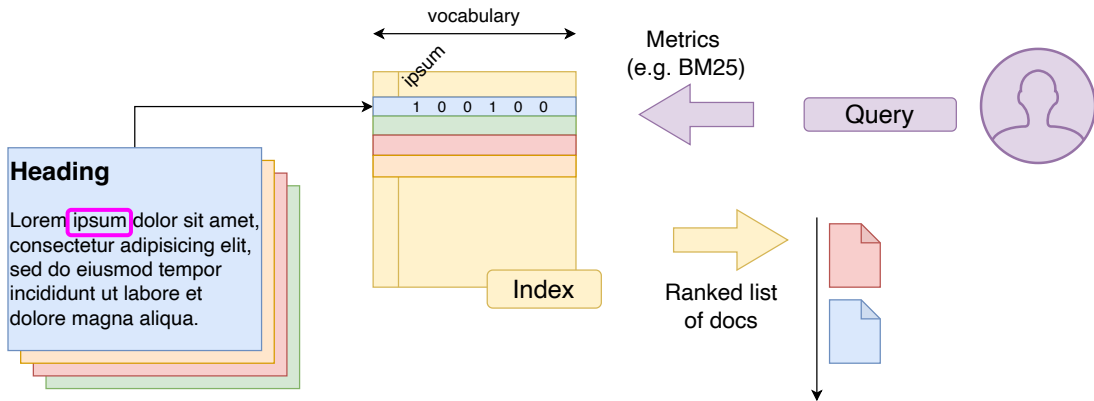 vocabulary
ipsum
1 0 0 1 0 0
Metrics
(e.g. BM25)
Query
Heading
Lorem ipsum dolor sit amet,
consectetur adipisicing elit,
sed do eiusmod tempor
incididunt ut labore et
dolore magna aliqua.
Index
Ranked list
of docs